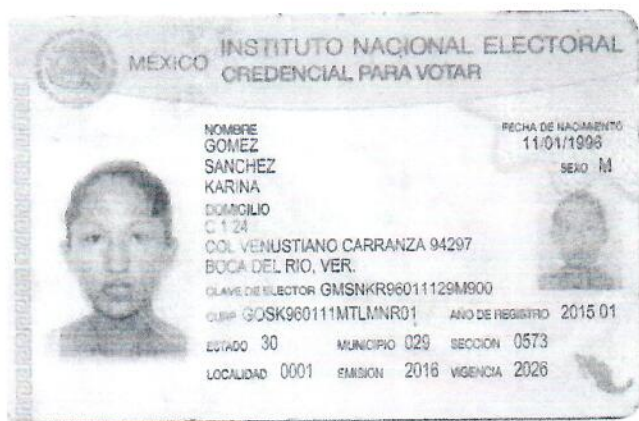 MÉXICO INSTITUTO NACIONAL ELECTORAL
CREDENCIAL PARA VOTAR
NOMBRE
GOMEZ
SANCHEZ
KARINA
FECHA DE NACIMIENTO
11/01/1996
SEXO M
DOMICILIO
C 1 24
COL VENUSTIANO CARRANZA 94297
BOCA DEL RIO, VER.
CLAVE DE ELECTOR GMSNKR96011129M900
CURP GOSK960111MTLMNR01 AÑO DE REGISTRO 2015 01
ESTADO 30 MUNICIPIO 029 SECCION 0573
LOCALIDAD 0001 EMISION 2016 VIGENCIA 2026